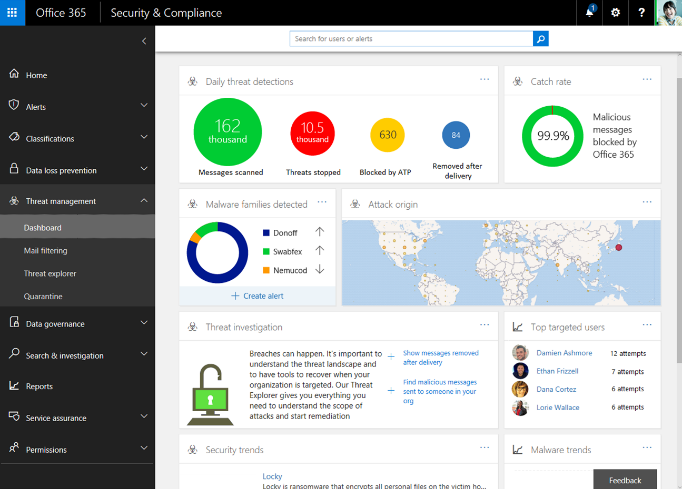 Office 365
Security & Compliance
1
?
Search for users or alerts
Home
Alerts
Classifications
Data loss prevention
Threat management
Dashboard
Mail filtering
Threat explorer
Quarantine
Data governance
Search & investigation
Reports
Service assurance
Permissions
Daily threat detections
162
thousand
Messages scanned
10.5
thousand
Threats stopped
630
Blocked by ATP
84
Removed after
delivery
Catch rate
99.9%
Malicious
messages
blocked by
Office 365
Malware families detected
Donoff
Swabfex
Nemucod
+ Create alert
Attack origin
Threat investigation
Breaches can happen. It's important to
understand the threat landscape and
to have tools to recover when your
organization is targeted. Our Threat
Explorer gives you everything you
need to understand the scope of
attacks and start remediation
+ Show messages removed
after delivery
+ Find malicious messages
sent to someone in your
org
Top targeted users
Damien Ashmore 12 attempts
Ethan Frizzell 7 attempts
Dana Cortez 6 attempts
Lorie Wallace 6 attempts
Security trends
Locky
Locky is ransomware that encrypts all personal files on the victim ho...
Malware trends
Feedback